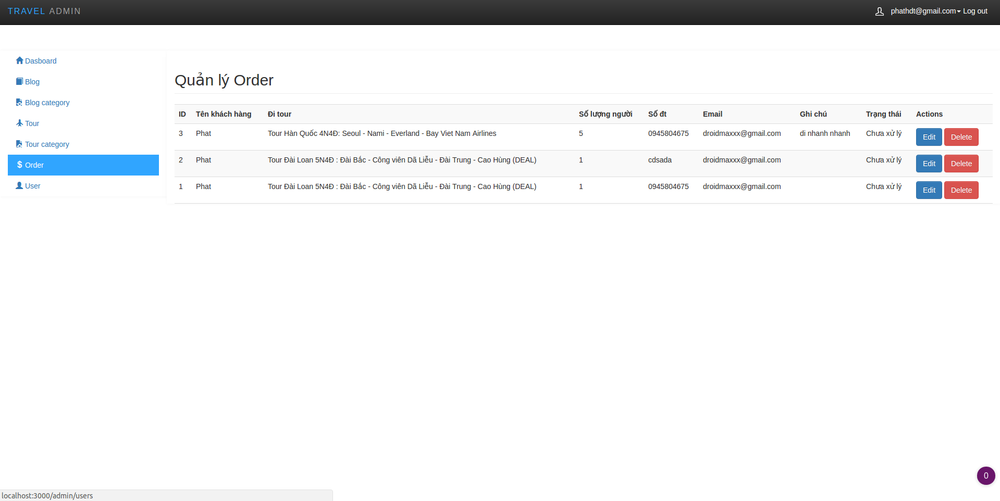 TRAVEL ADMIN
phathdt@gmail.com Log out
Dasboard
Blog
Blog category
Tour
Tour category
Order
User
Quản lý Order
ID Tên khách hàng Đi tour Số lượng người Số đt Email Ghi chú Trạng thái Actions
3 Phat Tour Hàn Quốc 4N4Đ: Seoul - Nami - Everland - Bay Viet Nam Airlines 5 0945804675 droidmaxxx@gmail.com di nhanh nhanh Chưa xử lý Edit Delete
2 Phat Tour Đài Loan 5N4Đ : Đài Bắc - Công viên Dã Liễu - Đài Trung - Cao Hùng (DEAL) 1 cdsada droidmaxxx@gmail.com Chưa xử lý Edit Delete
1 Phat Tour Đài Loan 5N4Đ : Đài Bắc - Công viên Dã Liễu - Đài Trung - Cao Hùng (DEAL) 1 0945804675 droidmaxxx@gmail.com Chưa xử lý Edit Delete
0
localhost:3000/admin/users